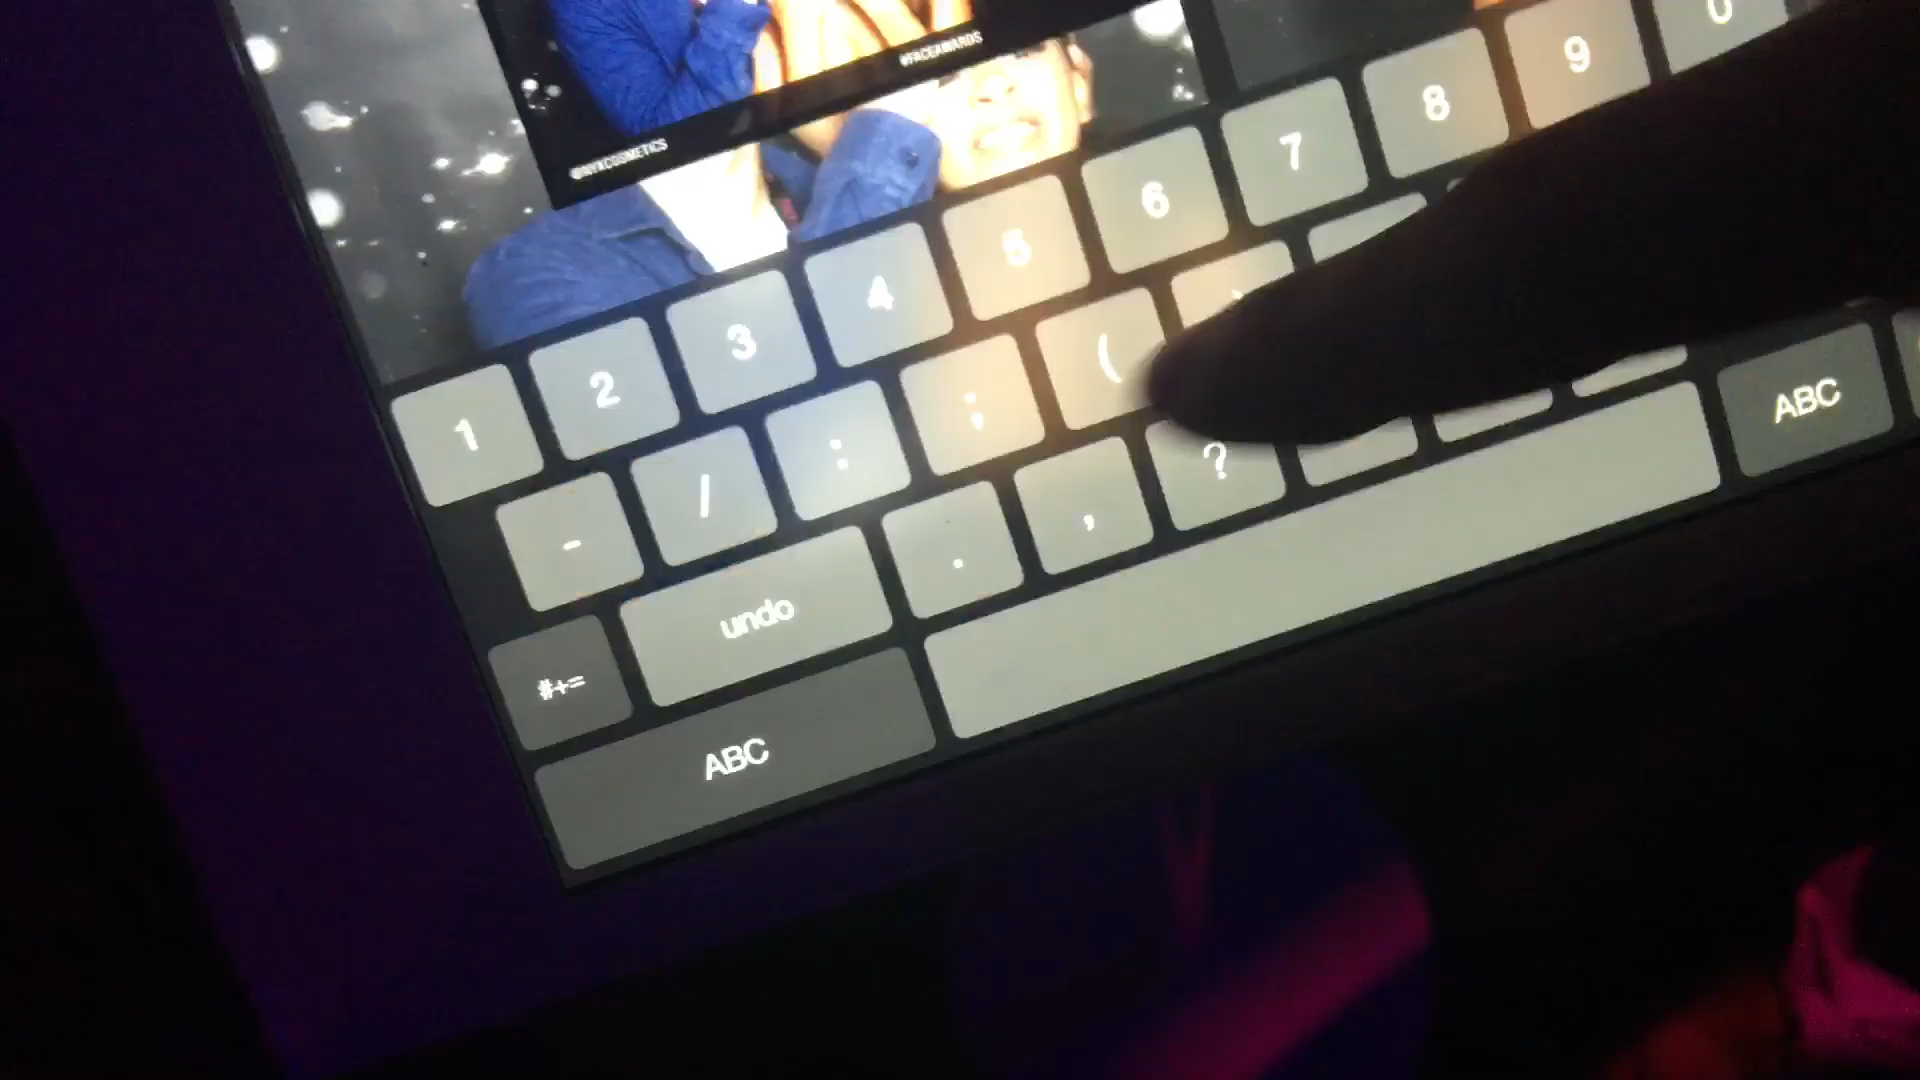 #FACEAWARDS
@NYXCOSMETICS
1 2 3 4 5 6 7 8 9 0
- / : ; (
#+= undo . , ?
ABC ABC